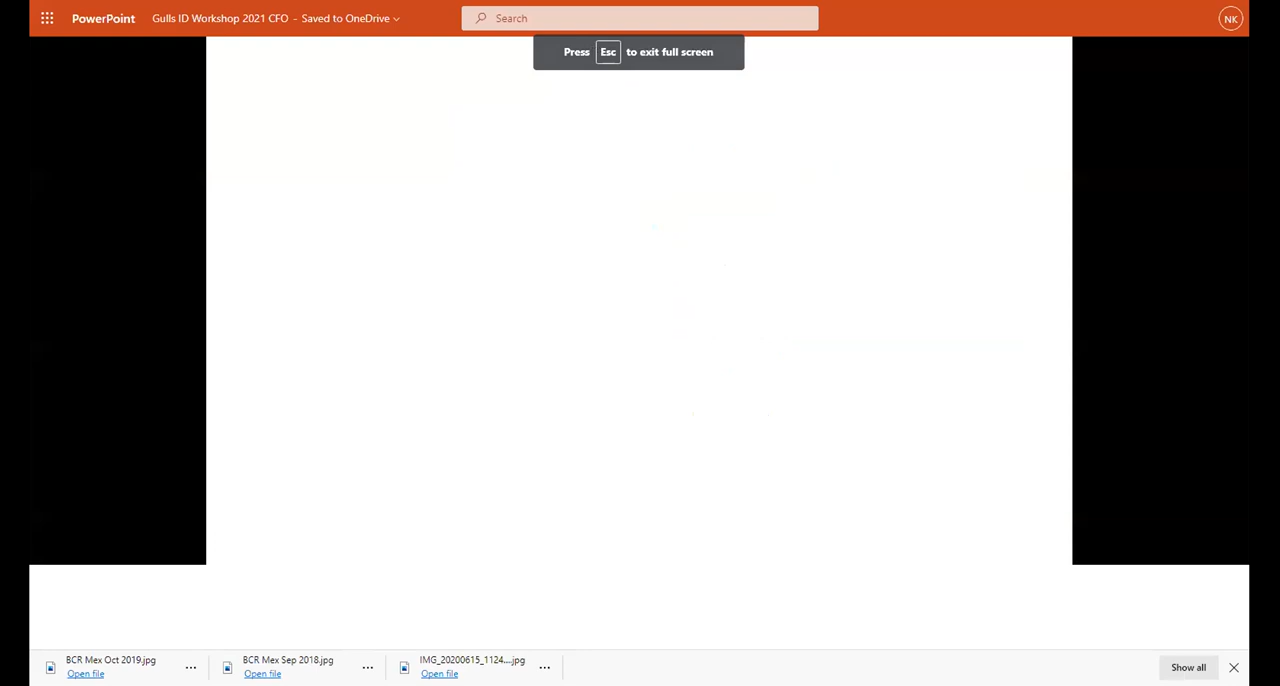 PowerPoint Gulls ID Workshop 2021 CFO - Saved to OneDrive Search NK
Press Esc to exit full screen
BCR Mex Oct 2019.jpg BCR Mex Sep 2018.jpg IMG_20200615_1124....jpg Show all
Open file Open file Open file